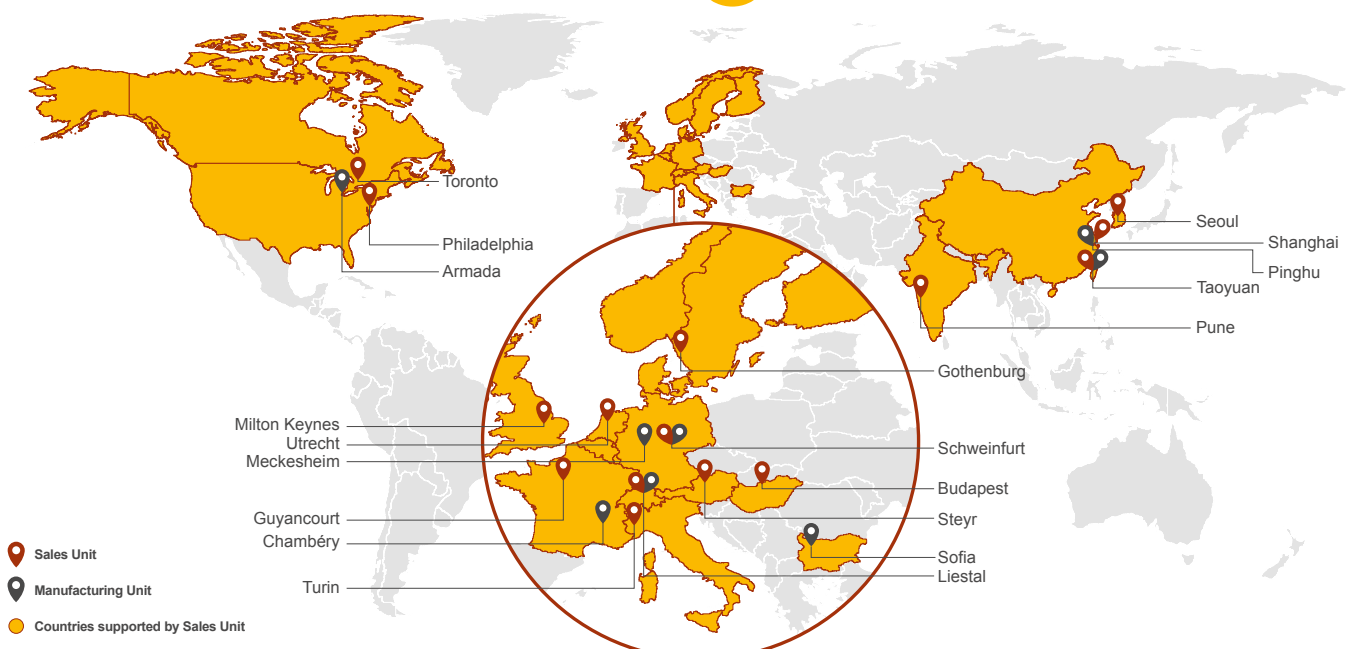 Toronto
Philadelphia
Armada
Seoul
Shanghai
Pinghu
Taoyuan
Pune
Gothenburg
Milton Keynes
Utrecht
Meckesheim
Schweinfurt
Budapest
Guyancourt
Steyr
Chambéry
Sofia
Liestal
Turin
Sales Unit
Manufacturing Unit
Countries supported by Sales Unit